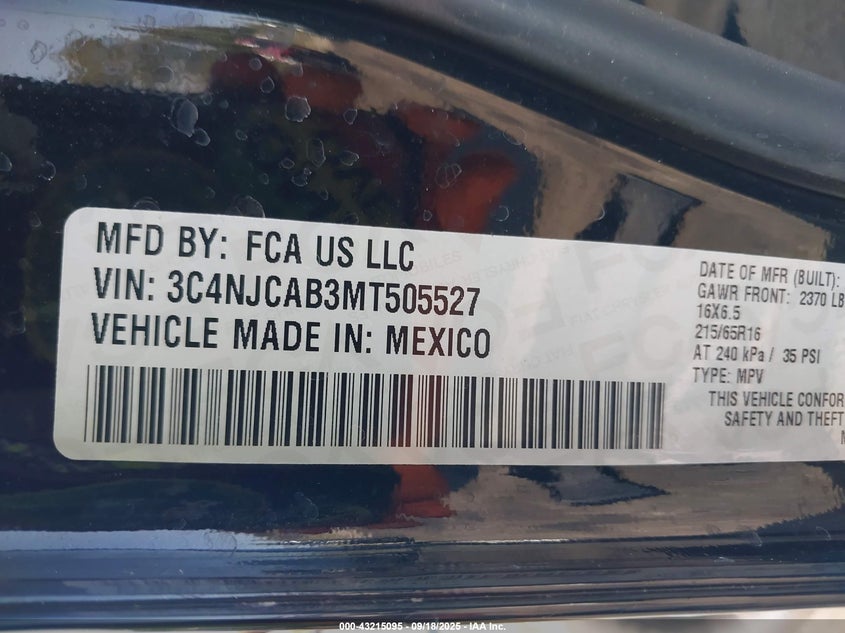 MFD BY: FCA US LLC
VIN: 3C4NJCAB3MT505527
VEHICLE MADE IN: MEXICO
DATE OF MFR (BUILT):
GAWR FRONT: 2370 LB
16X6.5
215/65R16
AT 240 kPa / 35 PSI
TYPE: MPV
THIS VEHICLE CONFOR
SAFETY AND THEFT
000-43215095 - 09/18/2025 - IAA Inc.